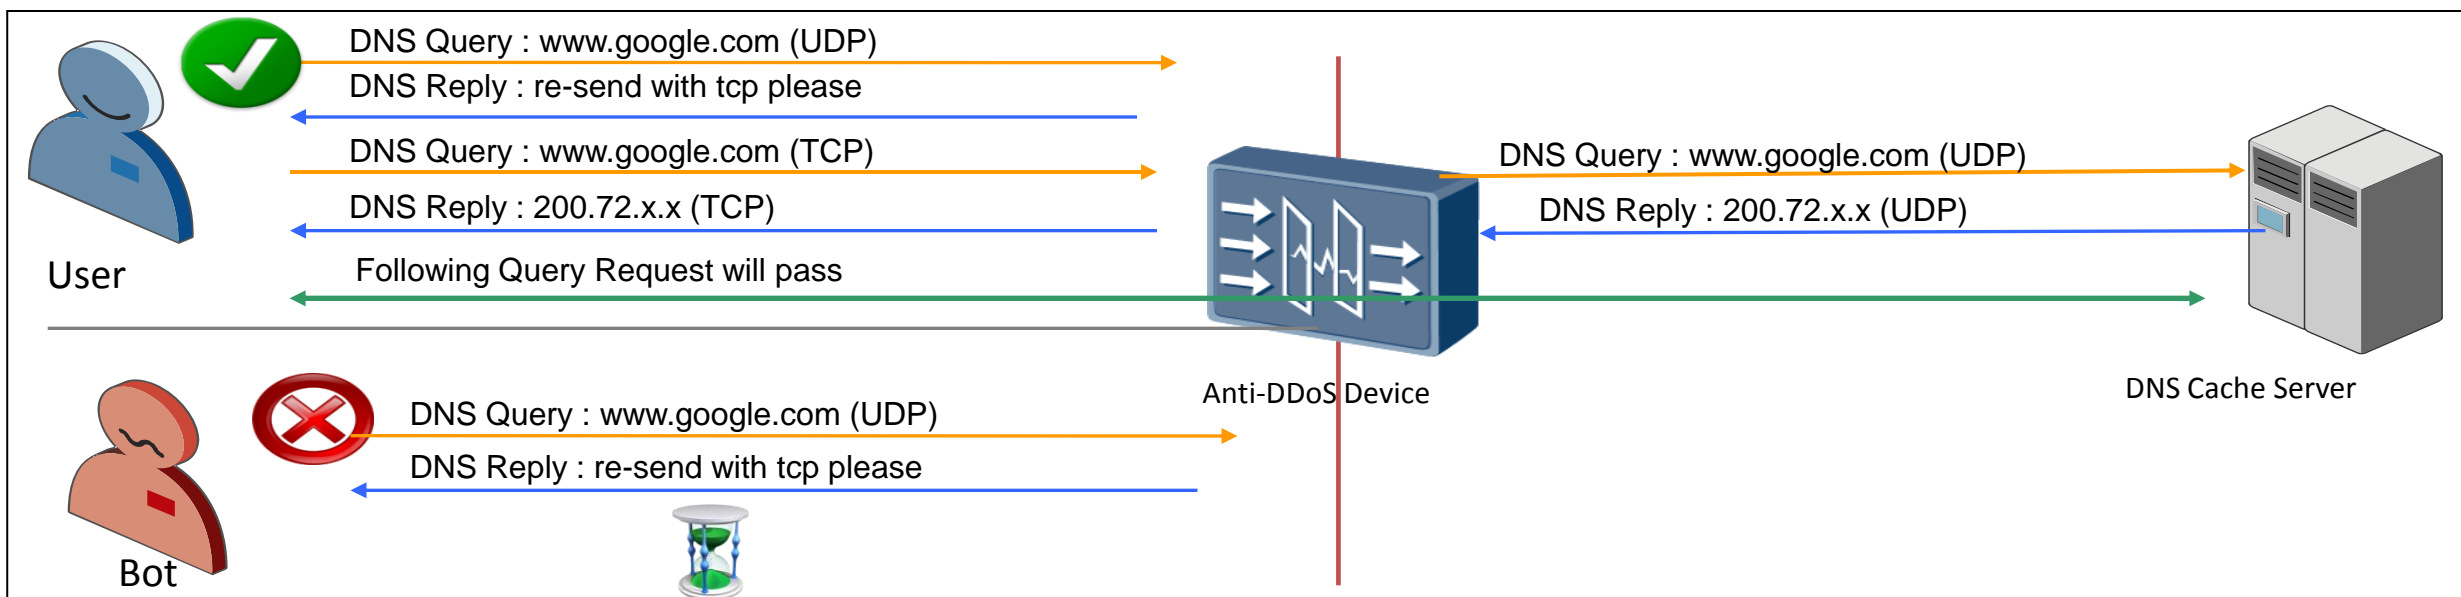 DNS Query : www.google.com (UDP)
DNS Reply : re-send with tcp please
DNS Query : www.google.com (TCP)
DNS Reply : 200.72.x.x (TCP)
Following Query Request will pass
User
DNS Query : www.google.com (UDP)
DNS Reply : 200.72.x.x (UDP)
Anti-DDoS Device
DNS Cache Server
DNS Query : www.google.com (UDP)
DNS Reply : re-send with tcp please
Bot